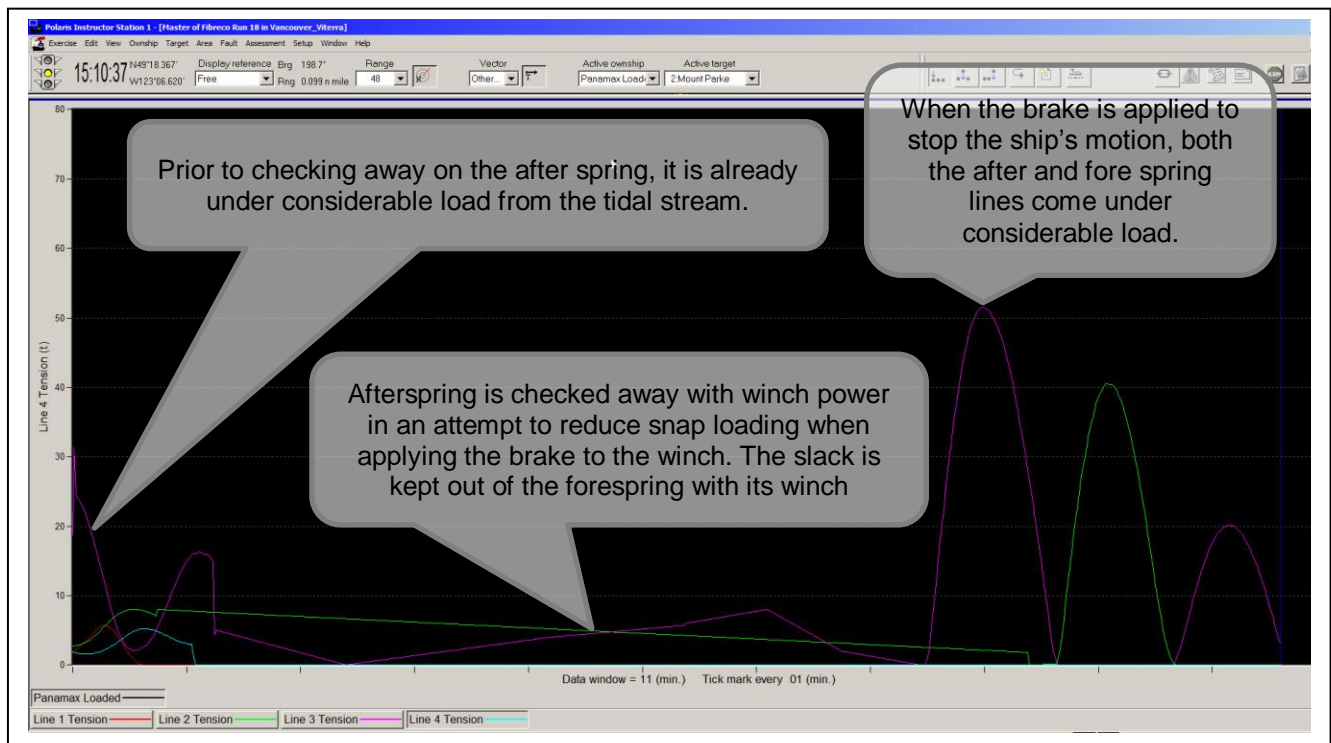 Polaris Instructor Station 1 - [Master of Fibreco Run 18 in Vancouver_Viterra]
Exercise Edit View Ownship Target Area Fault Assessment Setup Window Help
15:10:37
N49°18.367'
W123°06.620'
Display reference
Free
Brg 198.7°
Rng 0.099 n mile
Range
48
Vector
Other...
Active ownship
Panamax Load
Active target
2:Mount Parke
When the brake is applied to
stop the ship's motion, both
the after and fore spring
lines come under
considerable load.
Prior to checking away on the after spring, it is already
under considerable load from the tidal stream.
Afterspring is checked away with winch power
in an attempt to reduce snap loading when
applying the brake to the winch. The slack is
kept out of the forespring with its winch
Line 4 Tension (t)
80
70
60
50
40
30
20
10
0
Data window = 11 (min.) Tick mark every 01 (min.)
Panamax Loaded
Line 1 Tension
Line 2 Tension
Line 3 Tension
Line 4 Tension